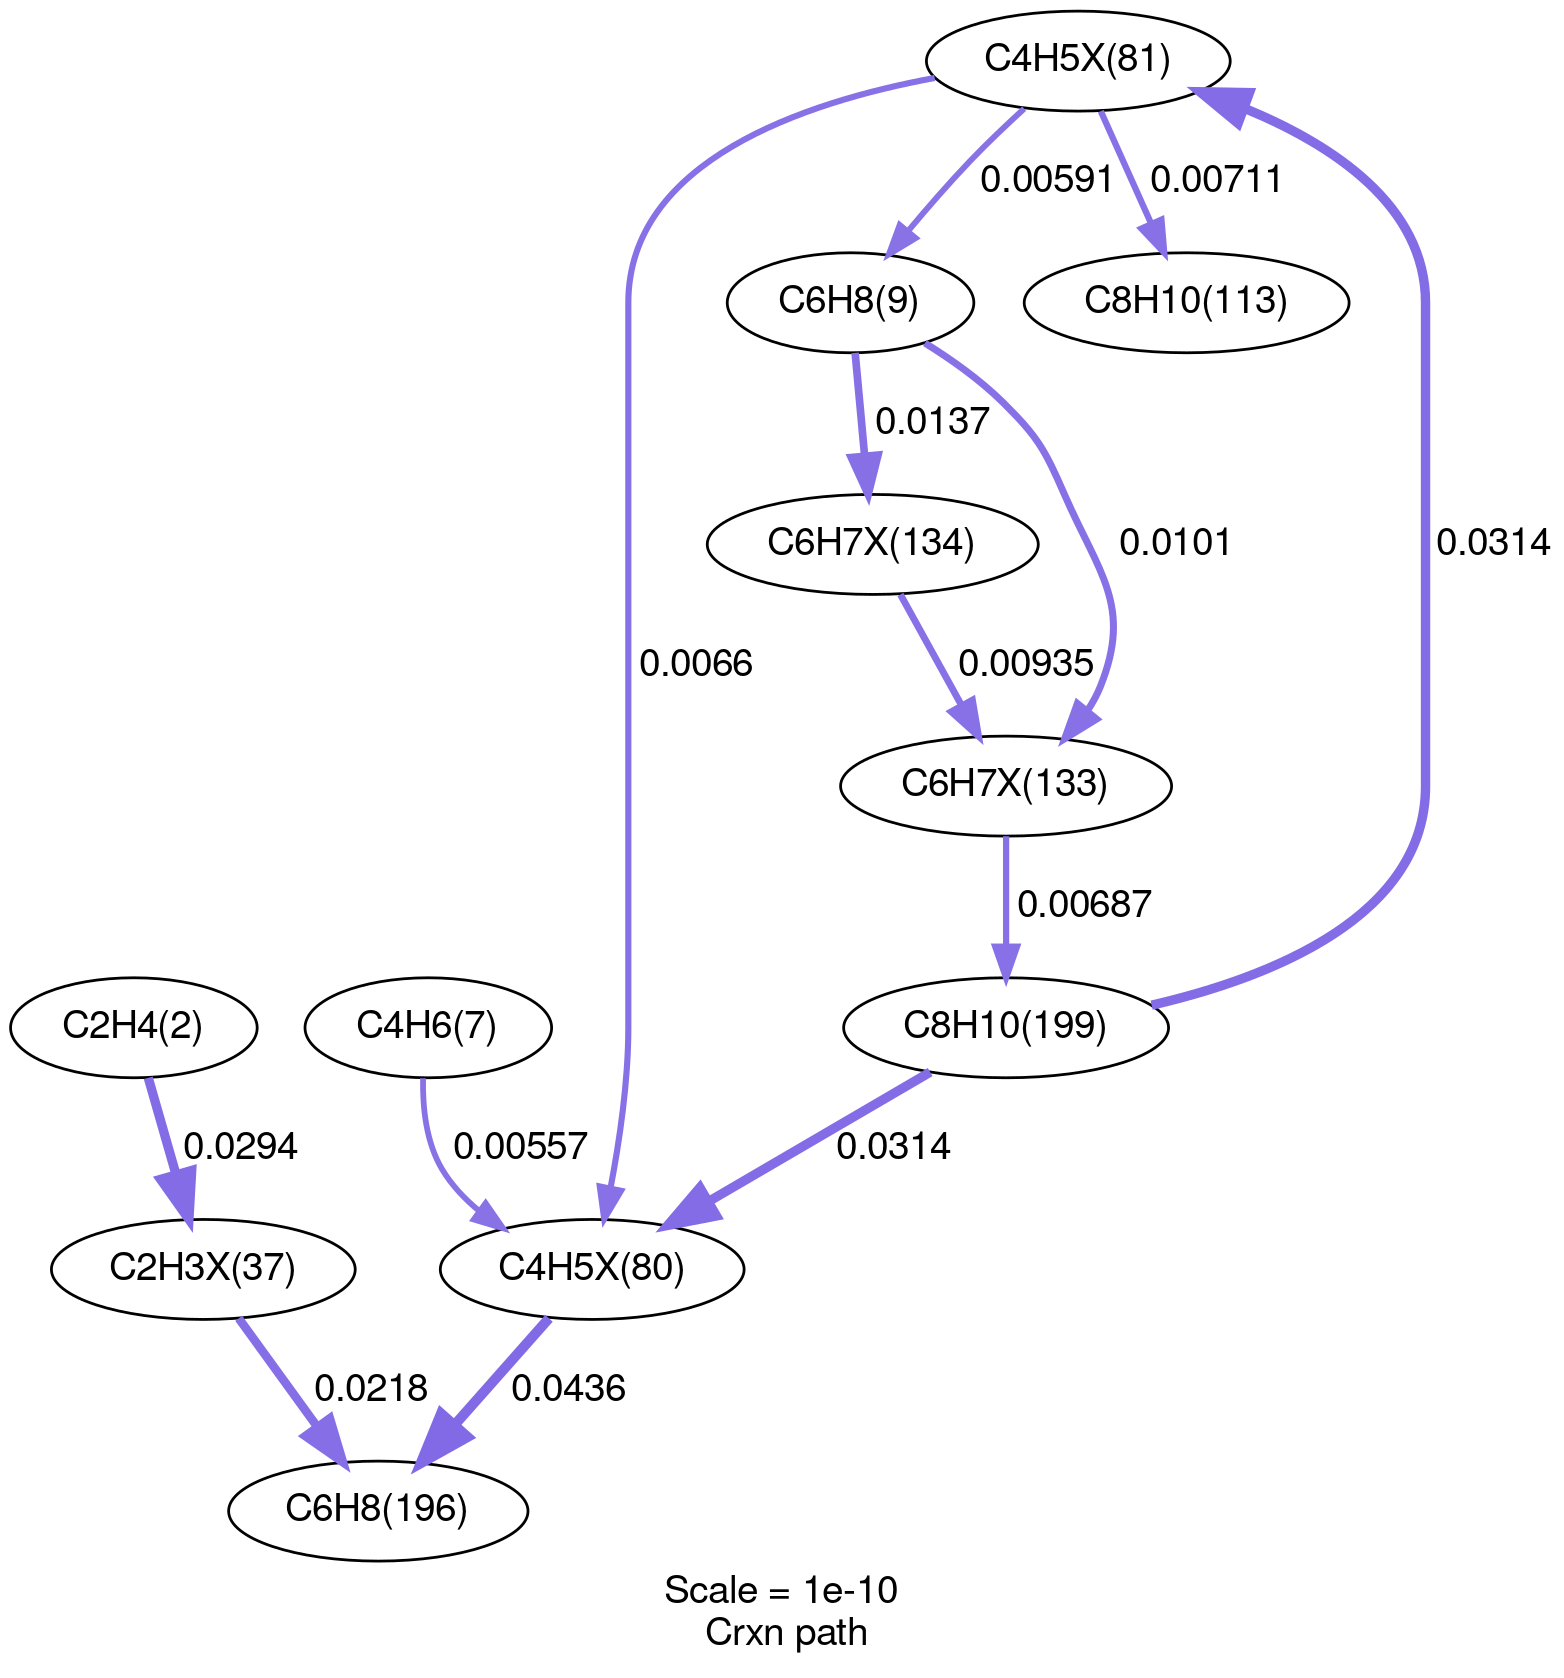 C4H5X(81)
0.00591
0.00711
C6H8(9)
C8H10(113)
0.0137
C6H7X(134)
0.0101
0.0314
0.0066
0.00935
C6H7X(133)
0.00687
C2H4(2)
C4H6(7)
C8H10(199)
0.0294
0.00557
0.0314
C2H3X(37)
C4H5X(80)
0.0218
0.0436
C6H8(196)
Scale = 1e-10
Crxn path